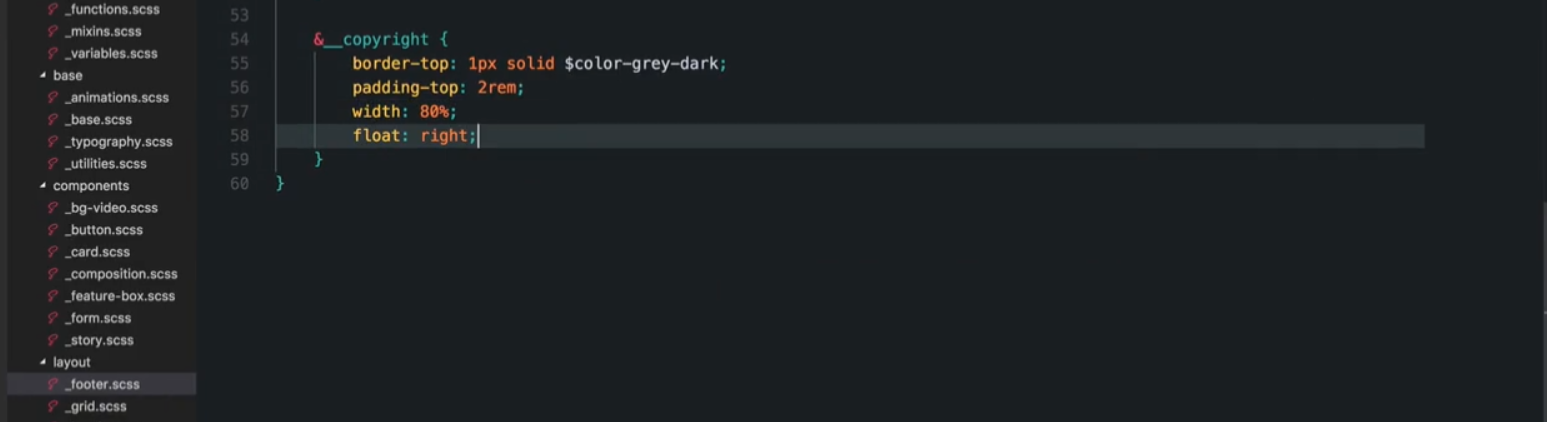 _functions.scss
_mixins.scss
_variables.scss
base
_animations.scss
_base.scss
_typography.scss
_utilities.scss
components
_bg-video.scss
_button.scss
_card.scss
_composition.scss
_feature-box.scss
_form.scss
_story.scss
layout
_footer.scss
_grid.scss
53
54 &__copyright {
55 border-top: 1px solid $color-grey-dark;
56 padding-top: 2rem;
57 width: 80%;
58 float: right;
59 }
60 }